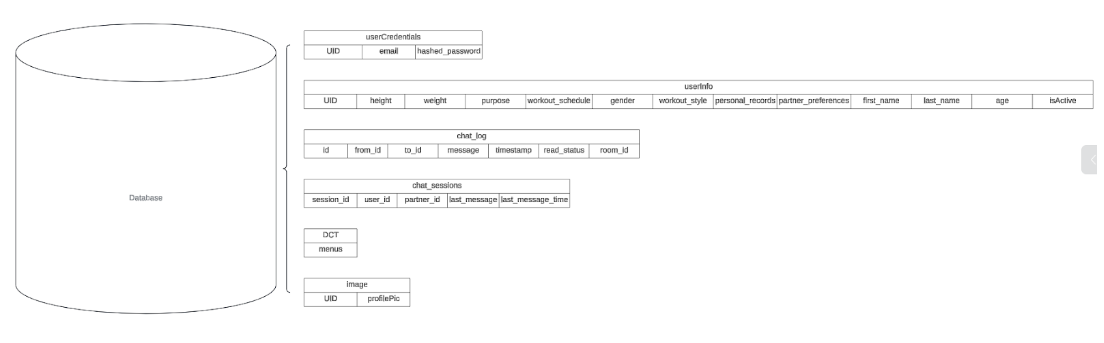 userCredentials
UID email hashed_password
userInfo
UID height weight purpose workout_schedule gender workout_style personal_records partner_preferences first_name last_name age isActive
chat_log
id from_id to_id message timestamp read_status room_id
Database
chat_sessions
session_id user_id partner_id last_message last_message_time
DCT
menus
image
UID profilePic